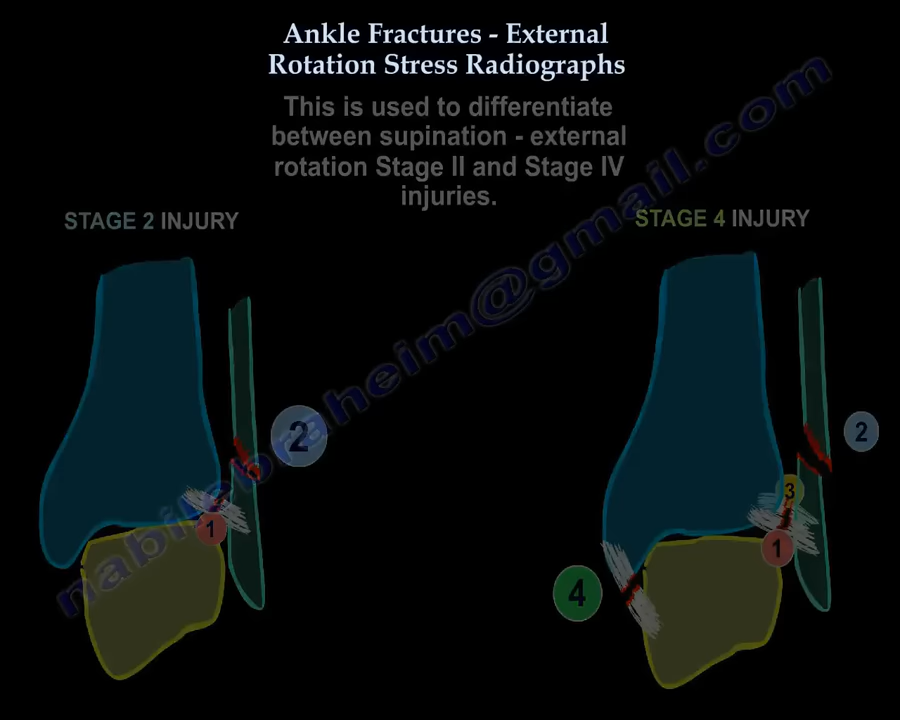 Ankle Fractures - External
Rotation Stress Radiographs
This is used to differentiate
between supination - external
rotation Stage II and Stage IV
injuries.
STAGE 2 INJURY
STAGE 4 INJURY
2
1
2
3
1
4
nabilebraheim@gmail.com